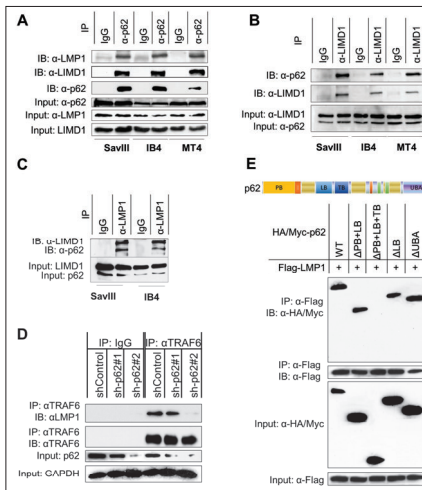 A
IP
IgG
α-p62
IgG
α-p62
IgG
α-p62
IB: α-LMP1
IB: α-LIMD1
IB: α-p62
Input: α-p62
Input: α-LMP1
Input: LIMD1
SavIII IB4 MT4
B
IP
IgG
α-LIMD1
IgG
α-LIMD1
IgG
α-LIMD1
IB: α-p62
IB: α-LIMD1
Input: α-LIMD1
Input: α-p62
SavIII IB4 MT4
C
IP
IgG
α-LMP1
IgG
α-LMP1
IB: α-LIMD1
IB: α-p62
Input: LIMD1
Input: p62
SavIII IB4
D
IP: IgG IP: αTRAF6
shControl
sh-p62#1
sh-p62#2
shControl
sh-p62#1
sh-p62#2
IP: αTRAF6
IB: αLMP1
IP: αTRAF6
IB: αTRAF6
Input: p62
Input: GAPDH
E
p62 PB LB TB UBA
HA/Myc-p62
WT
ΔPB+LB
ΔPB+LB+TB
ΔLB
ΔUBA
Flag-LMP1 + + + + +
IP: α-Flag
IB: α-HA/Myc
IP: α-Flag
IB: α-Flag
Input: α-HA/Myc
Input: α-Flag